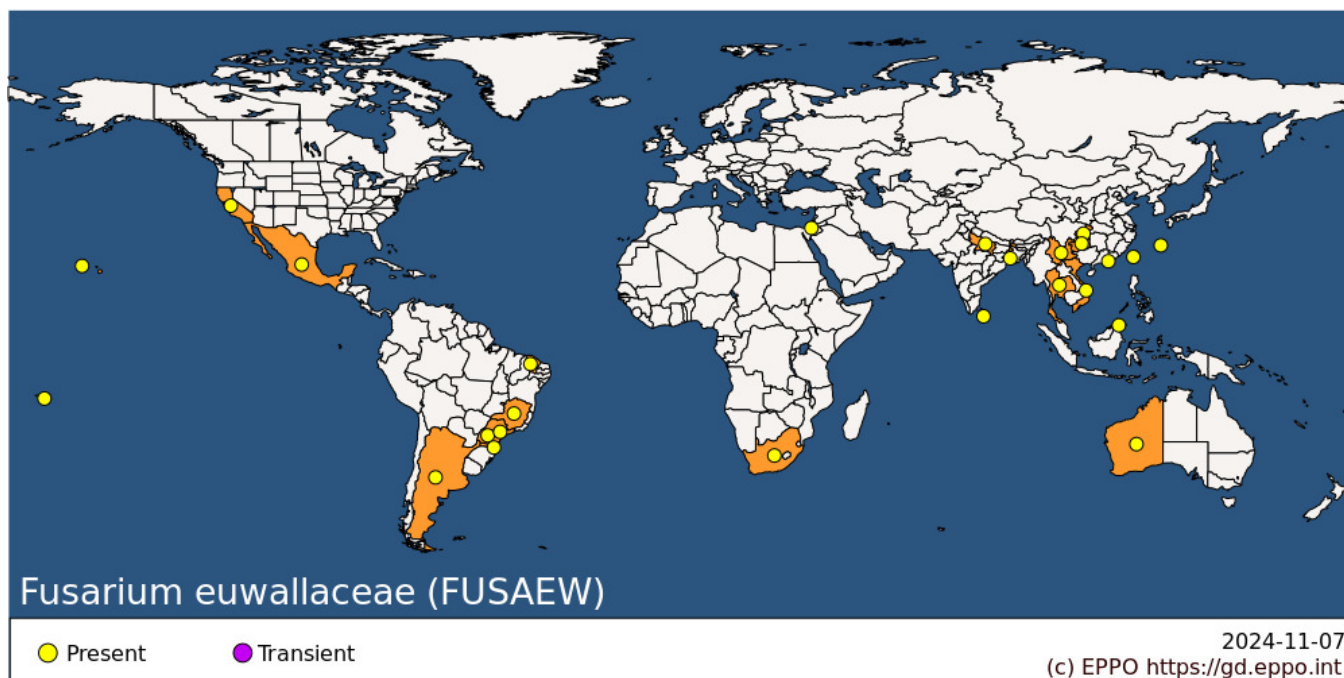 Fusarium euwallaceae (FUSAEW)
Present
Transient
2024-11-07
(c) EPPO https://gd.eppo.int